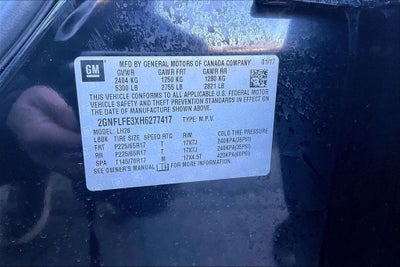 GM
MFD BY GENERAL MOTORS OF CANADA COMPANY 01/17
GVWR GAWR FRT GAWR RR
2404 KG 1250 KG 1280 KG
5300 LB 2755 LB 2821 LB
THIS VEHICLE CONFORMS TO ALL APPLICABLE U.S. FEDERAL MOTOR VEHICLE
SAFETY AND THEFT PREVENTION STANDARDS IN EFFECT ON THE DATE OF
MANUFACTURE SHOWN ABOVE.
2GNFLFE3XH6277417 TYPE: M.P.V.
MODEL: LH26
TIRE SIZE SPEED RTG RIM COLD TIRE PRESSURE
FRT P225/65R17 T 17X7J 240KPA(35PSI)
RR P225/65R17 T 17X7J 240KPA(35PSI)
SPA T145/70R17 M 17X4.5T 420KPA(60PSI)
SEE OWNER'S MANUAL FOR MORE INFORMATION.